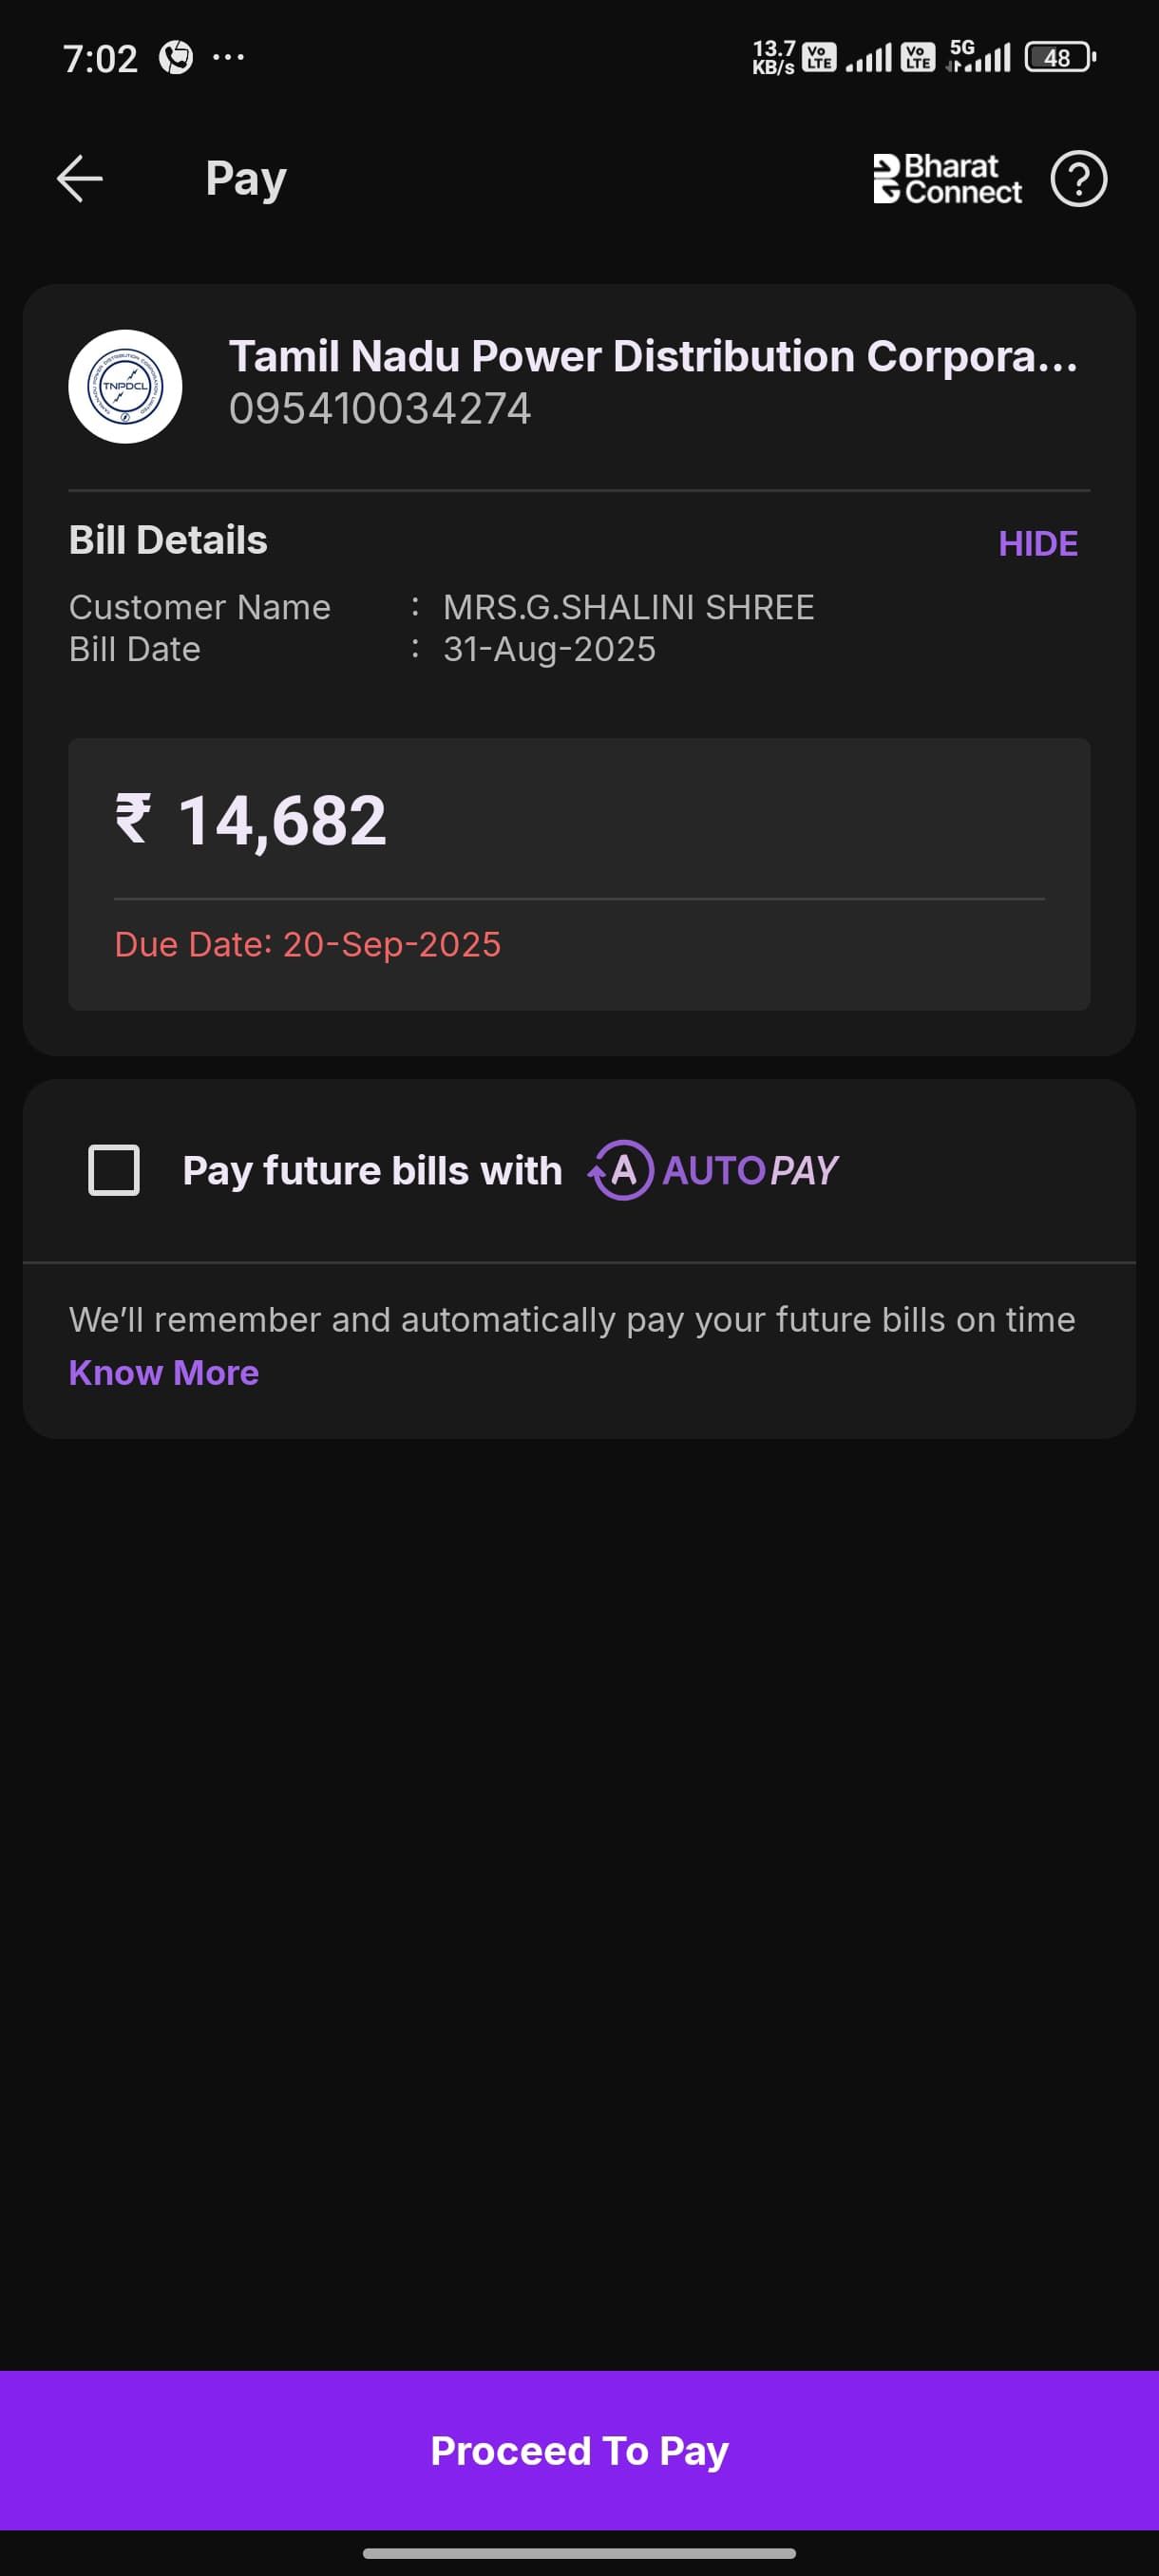 7:02 ...
13.7 KB/s Vo LTE Vo LTE 5G 48
Pay
Bharat Connect
TNPDCL
Tamil Nadu Power Distribution Corpora...
095410034274
Bill Details HIDE
Customer Name : MRS.G.SHALINI SHREE
Bill Date : 31-Aug-2025
₹ 14,682
Due Date: 20-Sep-2025
Pay future bills with A AUTOPAY
We’ll remember and automatically pay your future bills on time
Know More
Proceed To Pay